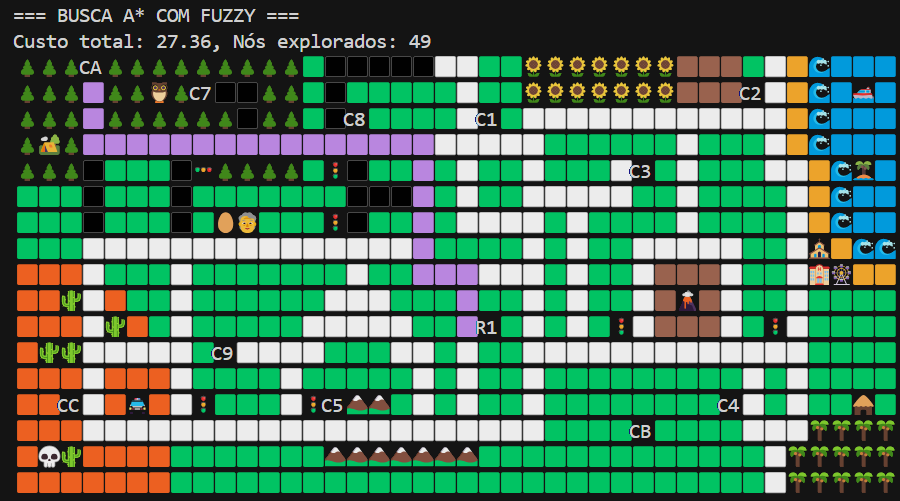 === BUSCA A* COM FUZZY ===
Custo total: 27.36, Nós explorados: 49
CA
C7 C2
C8 C1
C3
R1
C9
CC C5 C4
CB